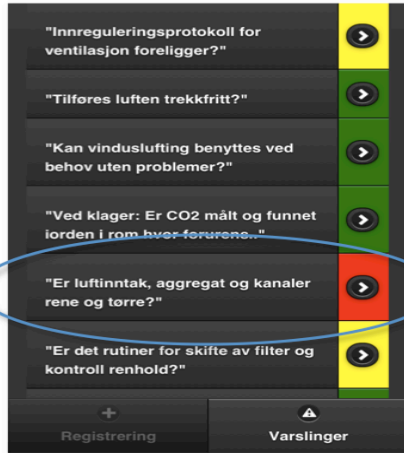 "Innreguleringsprotokoll for
ventilasjon foreligger?"
"Tilføres luften trekkfritt?"
"Kan vinduslufting benyttes ved
behov uten problemer?"
"Ved klager: Er CO2 målt og funnet
iorden i rom hvor forurens.."
"Er luftinntak, aggregat og kanaler
rene og tørre?"
"Er det rutiner for skifte av filter og
kontroll renhold?"
Registrering
Varslinger